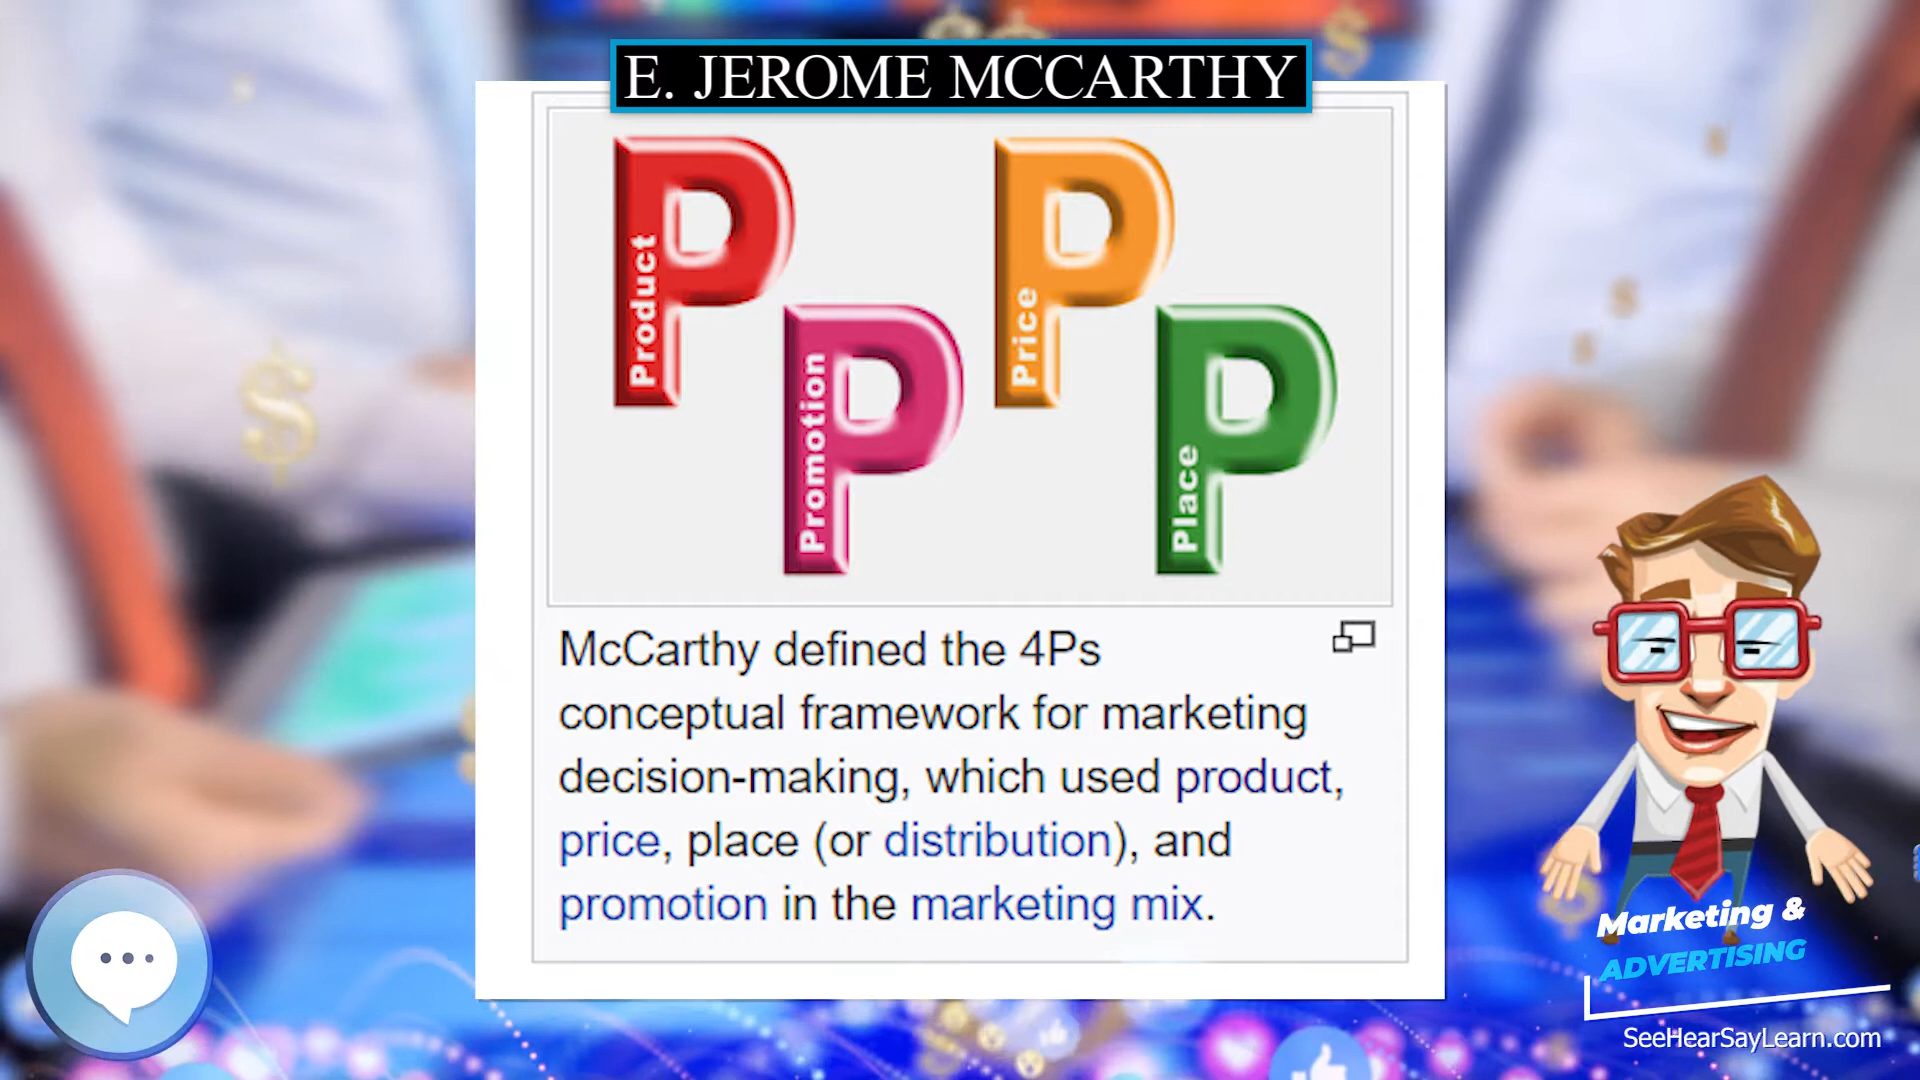 E. JEROME MCCARTHY
Product
Price
Promotion
Place
McCarthy defined the 4Ps
conceptual framework for marketing
decision-making, which used product,
price, place (or distribution), and
promotion in the marketing mix.
Marketing &
ADVERTISING
SeeHearSayLearn.com